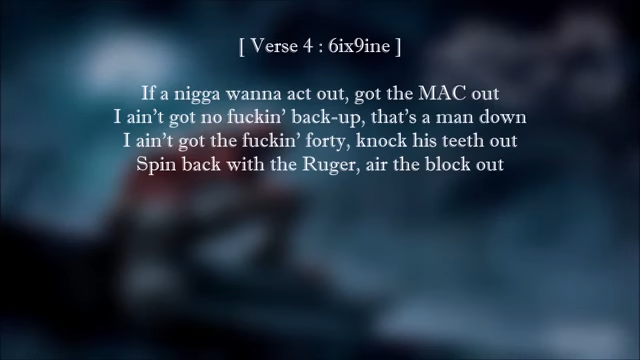 [ Verse 4 : 6ix9ine ]
If a nigga wanna act out, got the MAC out
I ain't got no fuckin' back-up, that's a man down
I ain't got the fuckin' forty, knock his teeth out
Spin back with the Ruger, air the block out